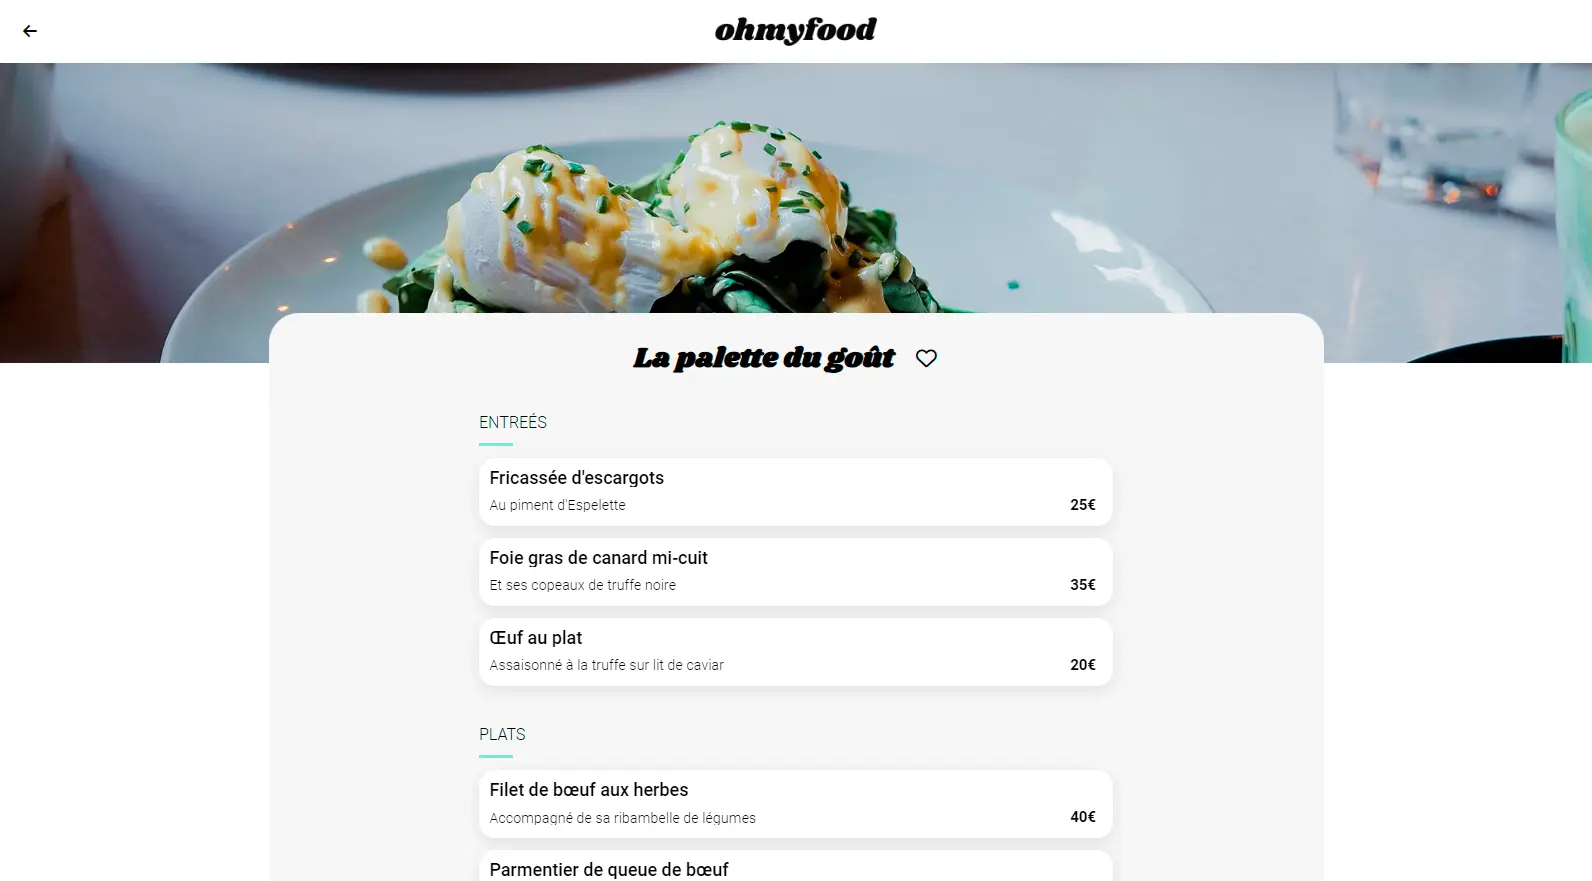 ohmyfood
La palette du goût
ENTREÉS
Fricassée d'escargots
Au piment d'Espelette
25€
Foie gras de canard mi-cuit
Et ses copeaux de truffe noire
35€
Œuf au plat
Assaisonné à la truffe sur lit de caviar
20€
PLATS
Filet de bœuf aux herbes
Accompagné de sa ribambelle de légumes
40€
Parmentier de queue de bœuf